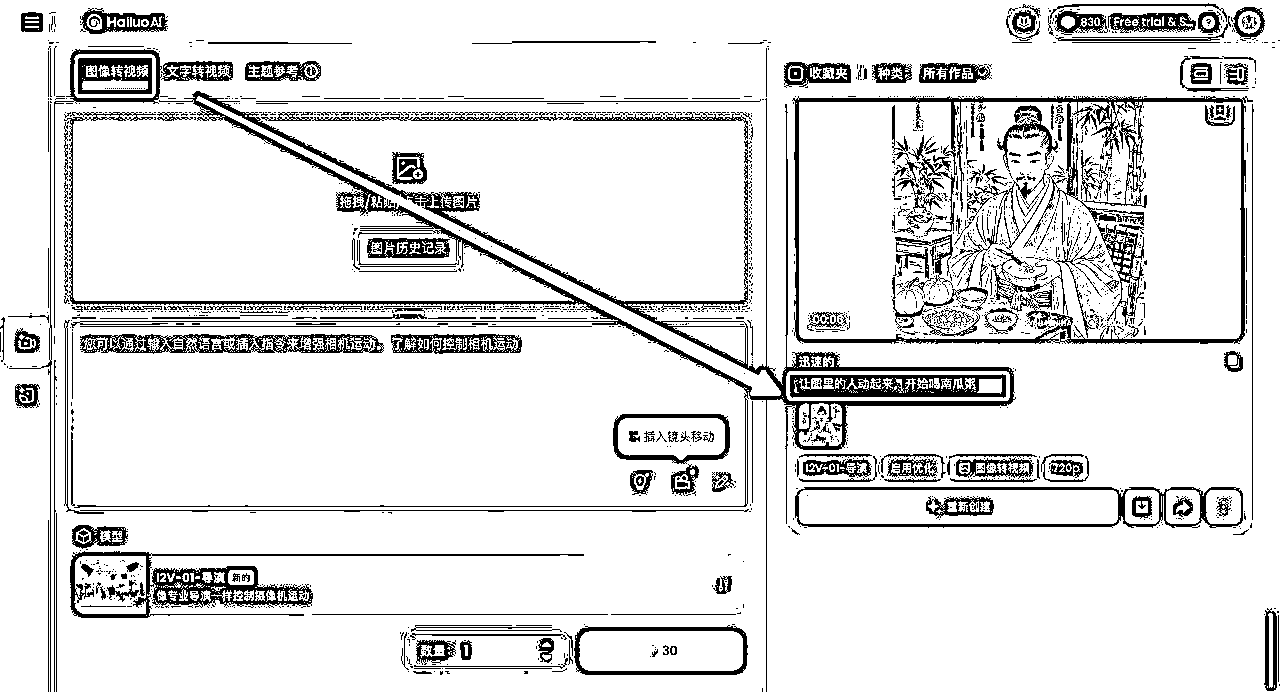 Hailuo AI
830
Free trial & S...
图像转视频
文字转视频
主题参考
收藏夹
种类:
所有作品
拖拽/粘贴/点击上传图片
图片历史记录
您可以通过输入自然语言或插入指令来增强相机运动。 了解如何控制相机运动
插入镜头移动
模型
I2V-01-导演 新的
像专业导演一样控制摄像机运动
数量 1
30
00:05
迅速的
让图里的人动起来,开始喝南瓜粥
I2V-01-导演
启用优化
图像转视频
720p
重新创建